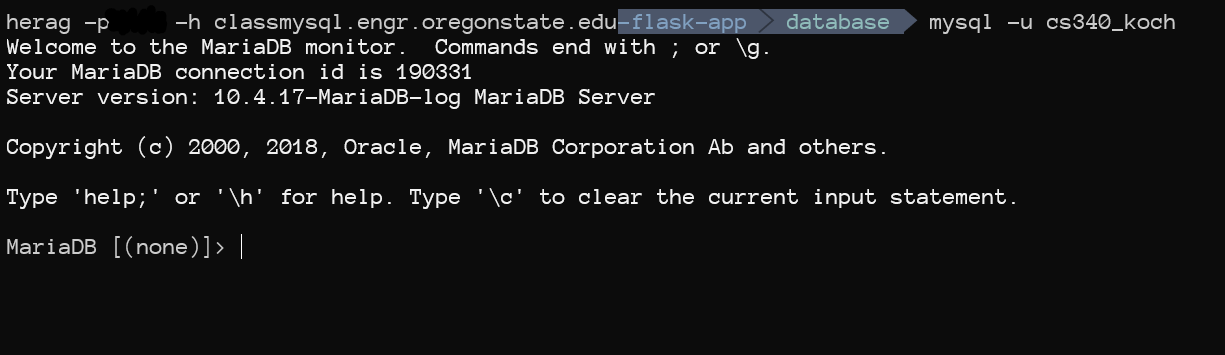 herag -p -h classmysql.engr.oregonstate.edu-flask-app database mysql -u cs340_koch
Welcome to the MariaDB monitor.  Commands end with ; or \g.
Your MariaDB connection id is 190331
Server version: 10.4.17-MariaDB-log MariaDB Server
Copyright (c) 2000, 2018, Oracle, MariaDB Corporation Ab and others.
Type 'help;' or '\h' for help. Type '\c' to clear the current input statement.
MariaDB [(none)]>